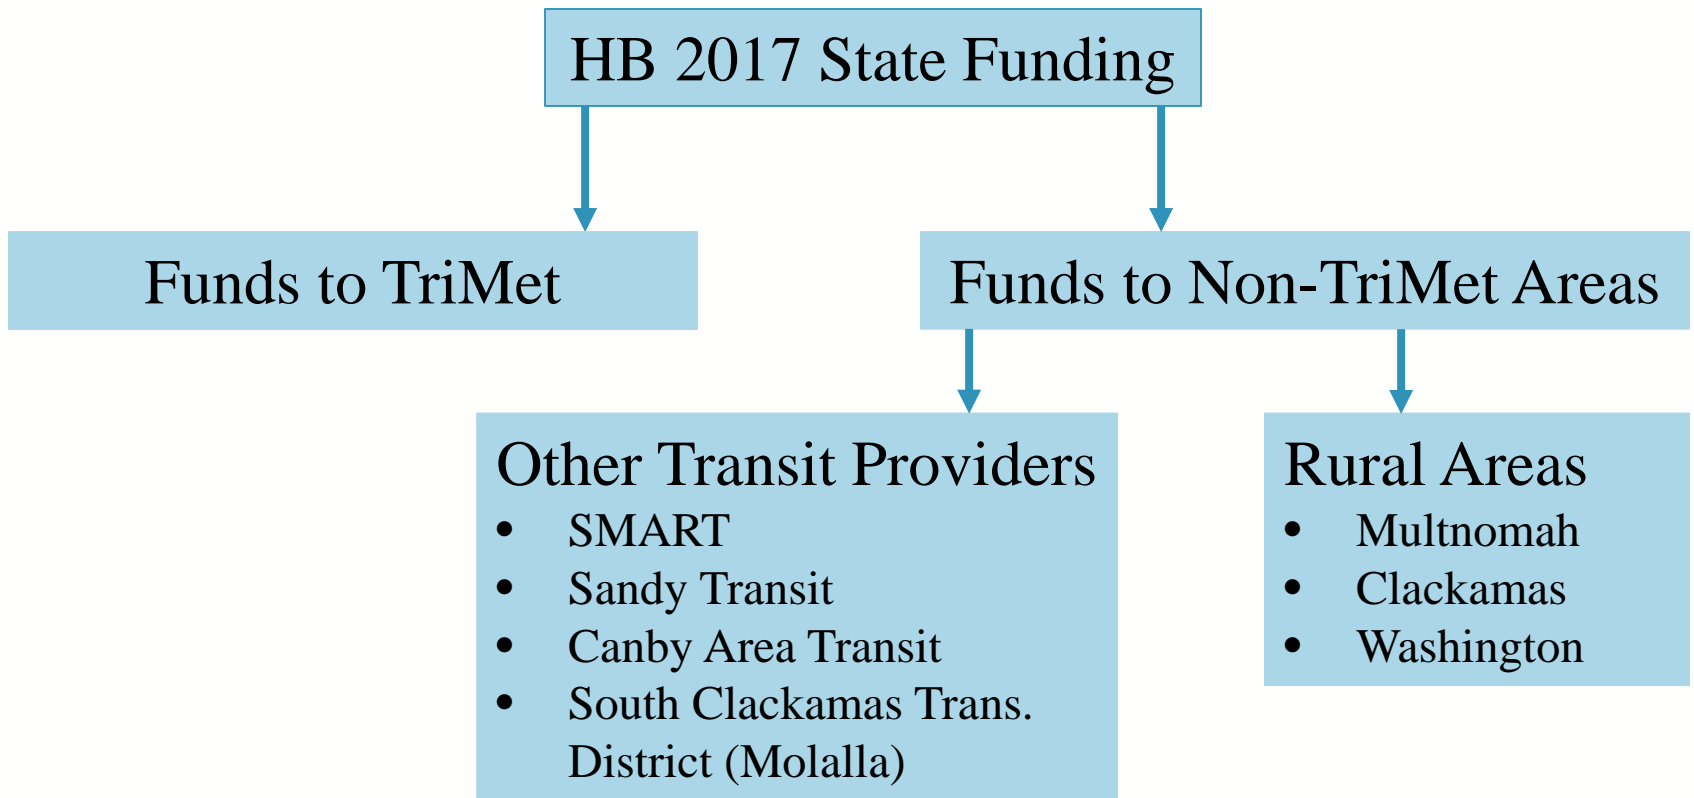 HB 2017 State Funding
Funds to TriMet
Funds to Non-TriMet Areas
Other Transit Providers
• SMART
• Sandy Transit
• Canby Area Transit
• South Clackamas Trans.
District (Molalla)
Rural Areas
• Multnomah
• Clackamas
• Washington